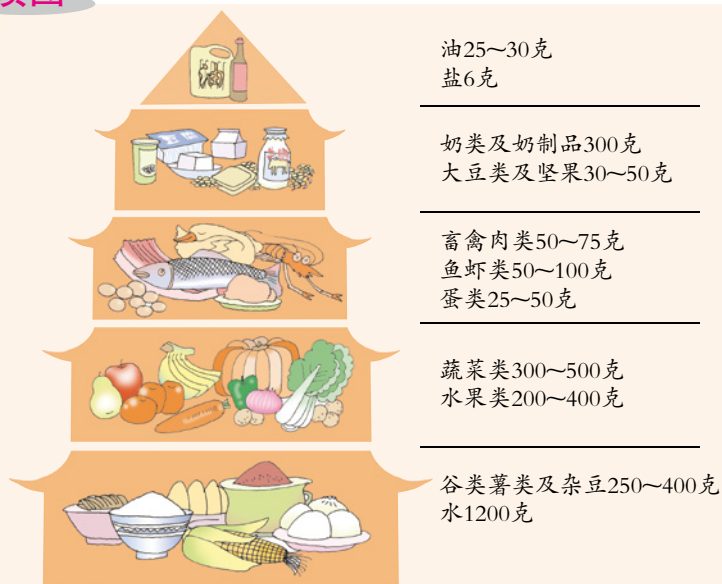 油25～30克
盐6克
奶类及奶制品300克
大豆类及坚果30～50克
畜禽肉类50～75克
鱼虾类50～100克
蛋类25～50克
蔬菜类300～500克
水果类200～400克
谷类薯类及杂豆250～400克
水1200克